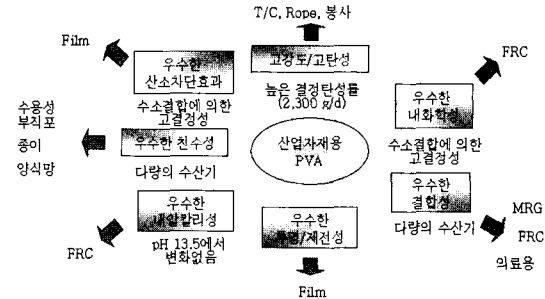 T/C, Rope, 봉사
고강도/고탄성
높은 결정탄성률
(2,300 g/d)
Film
우수한
산소차단효과
수소결합에 의한
고결정성
FRC
우수한
내화학성
수소결합에 의한
고결정성
수용성
부직포
종이
양식망
우수한 친수성
다량의 수산기
산업자재용
PVA
우수한
내알칼리성
pH 13.5에서
변화없음
FRC
우수한
투명/재전성
Film
우수한
결합성
다량의 수산기
MRG
FRC
의료용